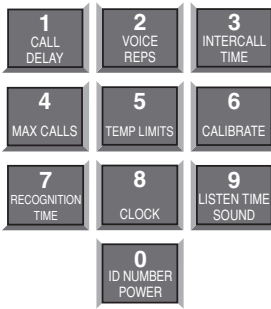 1
CALL
DELAY
2
VOICE
REPS
3
INTERCALL
TIME
4
MAX CALLS
5
TEMP LIMITS
6
CALIBRATE
7
RECOGNITION
TIME
8
CLOCK
9
LISTEN TIME
SOUND
0
ID NUMBER
POWER